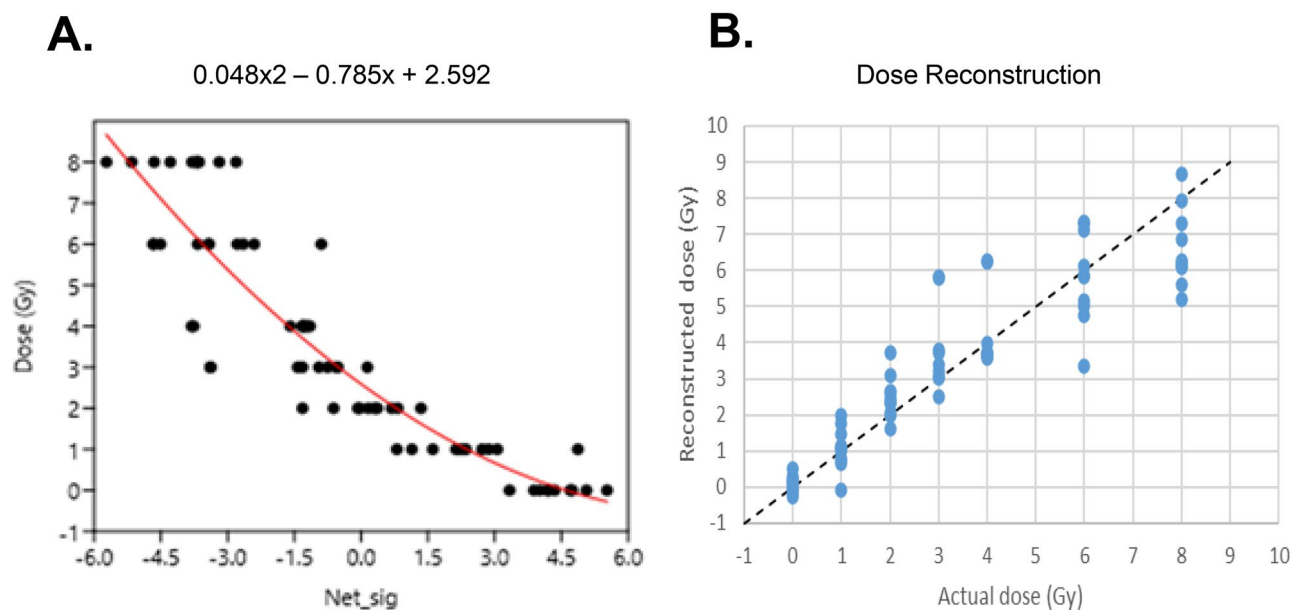 A.
0.048x2 – 0.785x + 2.592
Dose (Gy)
8
7
6
5
4
3
2
1
0
-1
-6.0 -4.5 -3.0 -1.5 0.0 1.5 3.0 4.5 6.0
Net_sig
B.
Dose Reconstruction
Reconstructed dose (Gy)
10
9
8
7
6
5
4
3
2
1
0
-1
-1 0 1 2 3 4 5 6 7 8 9 10
Actual dose (Gy)